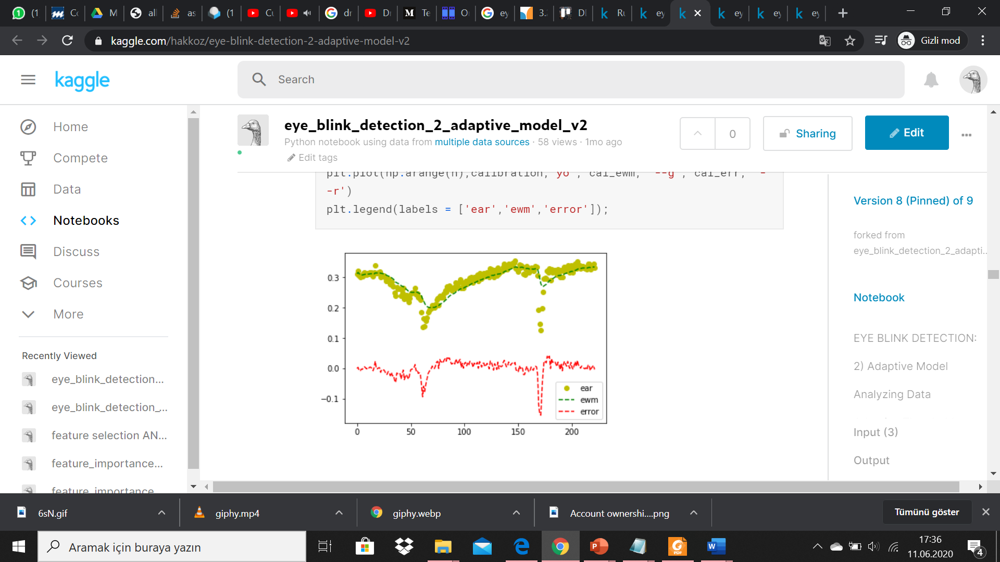 (1
Cc
M
all
as
(1
Cu
dr
Dr
Te
O
ey
3.
Dl
Ru
ey
ey
ey
ey
kaggle.com/hakkoz/eye-blink-detection-2-adaptive-model-v2
Gizli mod
kaggle
Search
Home
Compete
Data
Notebooks
Discuss
Courses
More
Recently Viewed
eye_blink_detection...
eye_blink_detection_...
feature selection AN...
feature_importance...
feature_importance
eye_blink_detection_2_adaptive_model_v2
Python notebook using data from multiple data sources · 58 views · 1mo ago
Edit tags
0
Sharing
Edit
plt.plot(np.arange(n),calibration,'yo', cal_ewm, '--g', cal_err, '-
-r')
plt.legend(labels = ['ear','ewm','error']);
0.3
0.2
0.1
0.0
−0.1
0 50 100 150 200
ear
ewm
error
Version 8 (Pinned) of 9
forked from
eye_blink_detection_2_adapti...
Notebook
EYE BLINK DETECTION:
2) Adaptive Model
Analyzing Data
Input (3)
Output
6sN.gif
giphy.mp4
giphy.webp
Account ownershi....png
Tümünü göster
Aramak için buraya yazın
17:36
11.06.2020
4